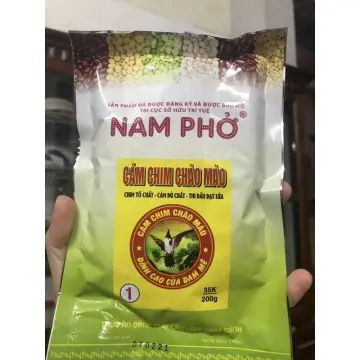 SẢN PHẨM ĐÃ ĐƯỢC ĐĂNG KÝ VÀ ĐƯỢC BẢO HỘ
TẠI CỤC SỞ HỮU TRÍ TUỆ
NAM PHỞ®
CÁM CHIM CHÀO MÀO
CHIM TỐ CHẤT - CÁM ĐỦ CHẤT - THI ĐẤU ĐẠT LỬA
CÁM CHIM CHÀO MÀO
ĐỈNH CAO CỦA ĐAM MÊ
1
35K
200g
070221